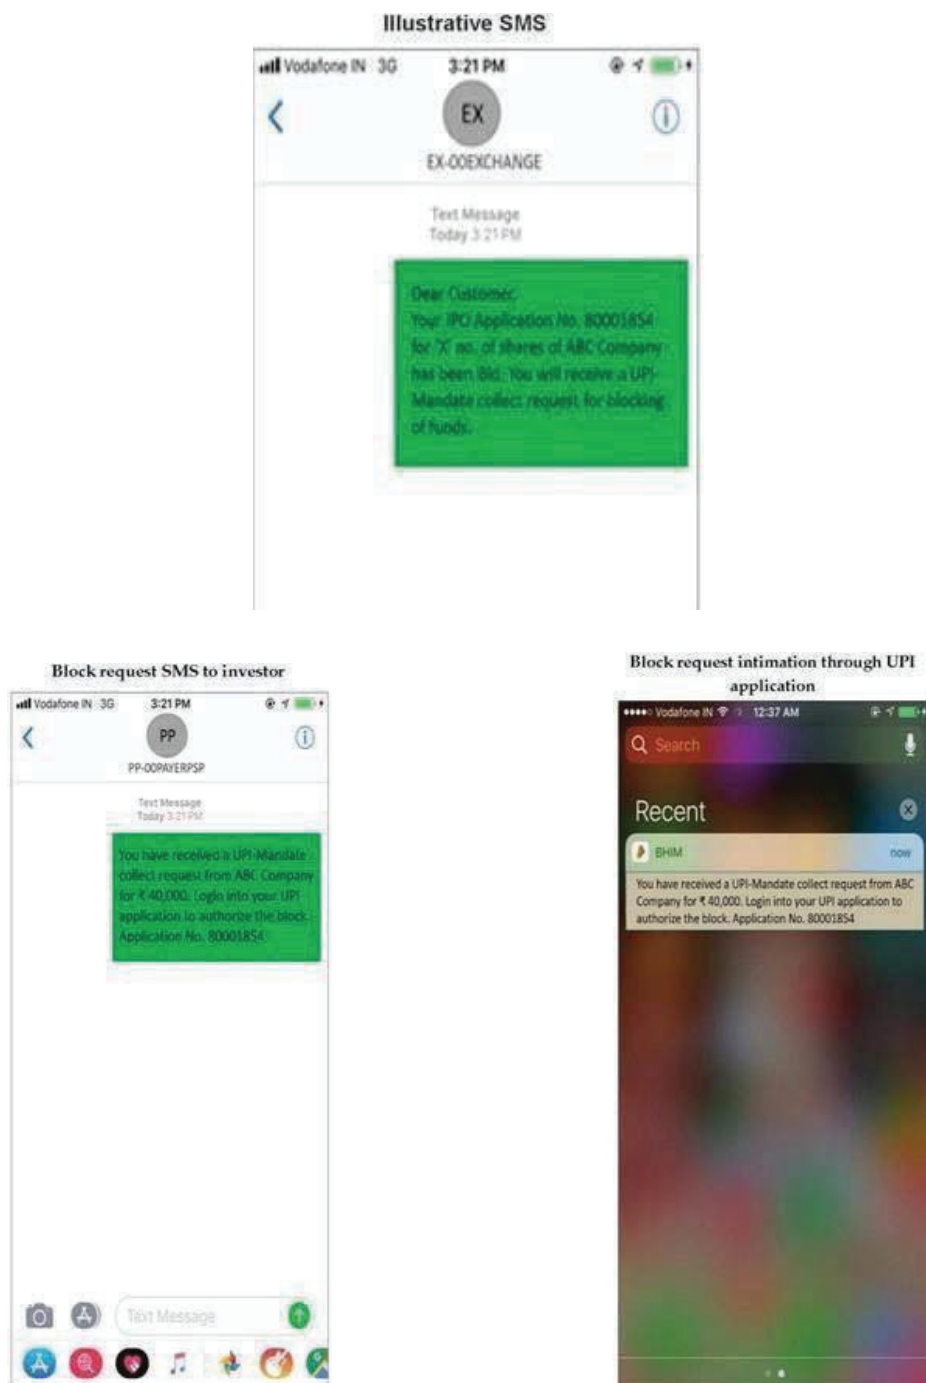 Illustrative SMS
Vodafone IN 3G 3:21 PM
EX
EX-00EXCHANGE
Text Message
Today 3:21 PM
Dear Customer,
Your IPO Application No. 80001854
for 'X' no. of shares of ABC Company
has been Bid. You will receive a UPI-
Mandate collect request for blocking
of funds.
Block request SMS to investor
Vodafone IN 3G 3:21 PM
PP
PP-00PAYERPSP
Text Message
Today 3:21 PM
You have received a UPI-Mandate
collect request from ABC Company
for ₹ 40,000. Login into your UPI
application to authorize the block.
Application No. 80001854
Text Message
Block request intimation through UPI
application
Vodafone IN 12:37 AM
Search
Recent
BHIM now
You have received a UPI-Mandate collect request from ABC
Company for ₹ 40,000. Login into your UPI application to
authorize the block. Application No. 80001854